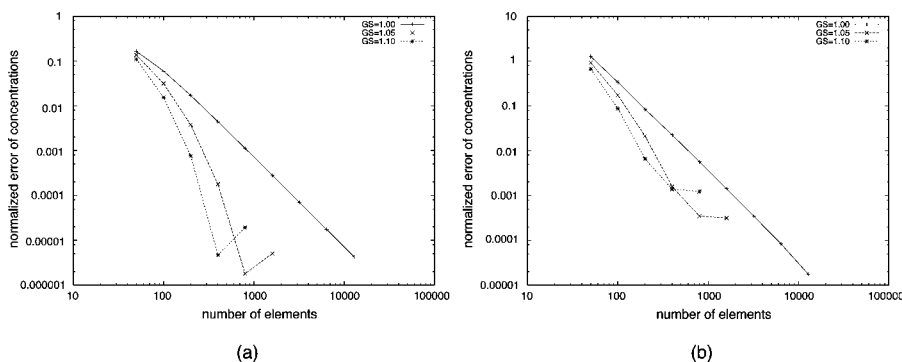 GS=1.00
GS=1.05
GS=1.10
1
0.1
0.01
0.001
0.0001
0.00001
0.000001
normalized error of concentrations
10
100
1000
10000
100000
number of elements
(a)
GS=1.00
GS=1.05
GS=1.10
10
1
0.1
0.01
0.001
0.0001
0.00001
normalized error of concentrations
10
100
1000
10000
100000
number of elements
(b)